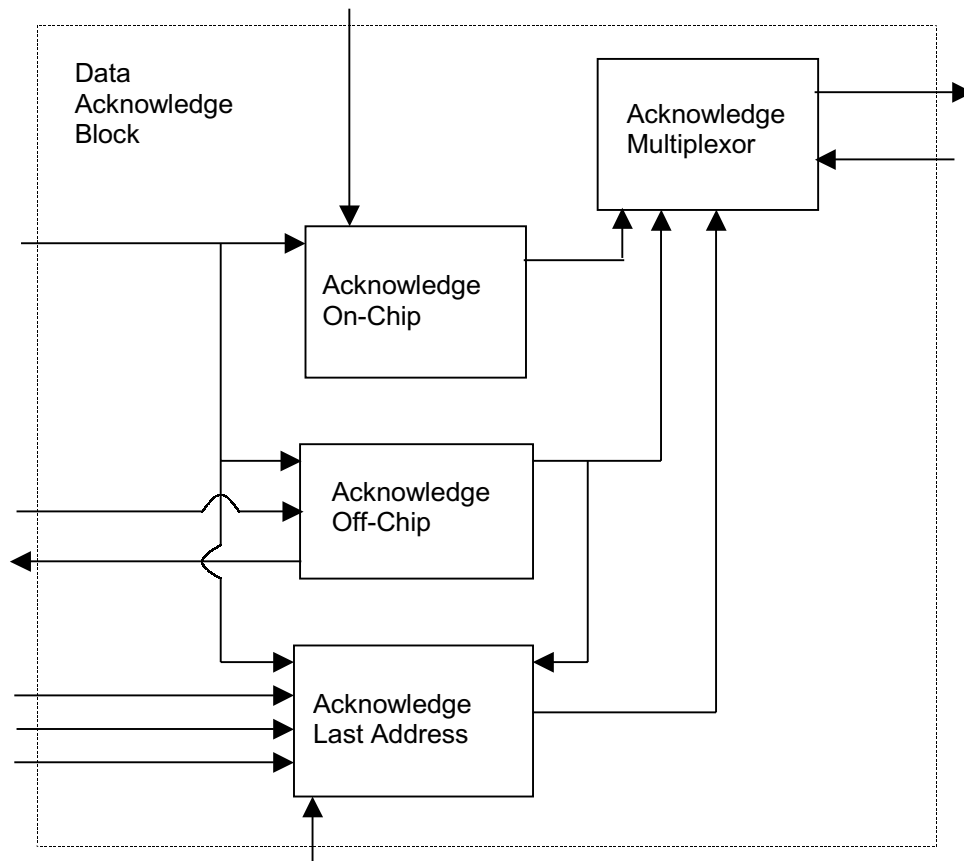 Data
Acknowledge
Block
Acknowledge
Multiplexor
Acknowledge
On-Chip
Acknowledge
Off-Chip
Acknowledge
Last Address